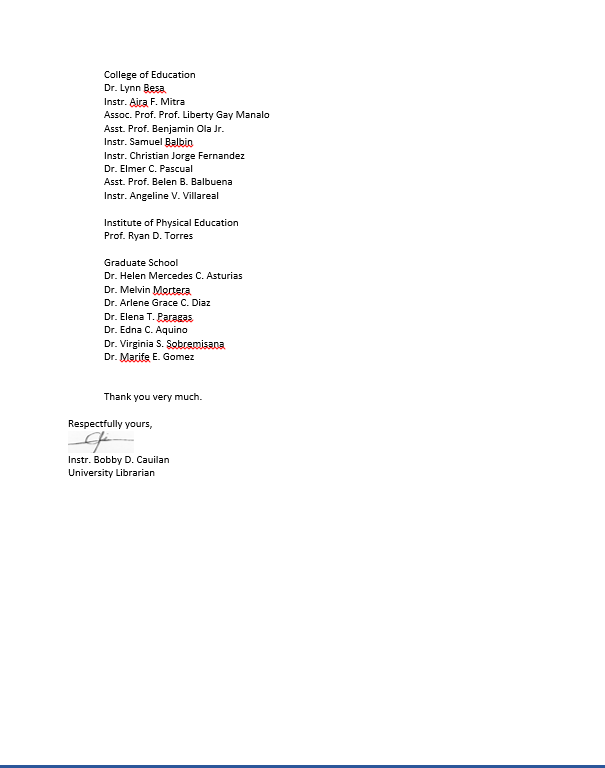 College of Education
Dr. Lynn Besa
Instr. Aira F. Mitra
Assoc. Prof. Prof. Liberty Gay Manalo
Asst. Prof. Benjamin Ola Jr.
Instr. Samuel Balbin
Instr. Christian Jorge Fernandez
Dr. Elmer C. Pascual
Asst. Prof. Belen B. Balbuena
Instr. Angeline V. Villareal
Institute of Physical Education
Prof. Ryan D. Torres
Graduate School
Dr. Helen Mercedes C. Asturias
Dr. Melvin Mortera
Dr. Arlene Grace C. Diaz
Dr. Elena T. Paragas
Dr. Edna C. Aquino
Dr. Virginia S. Sobremisana
Dr. Marife E. Gomez
Thank you very much.
Respectfully yours,
Instr. Bobby D. Cauilan
University Librarian